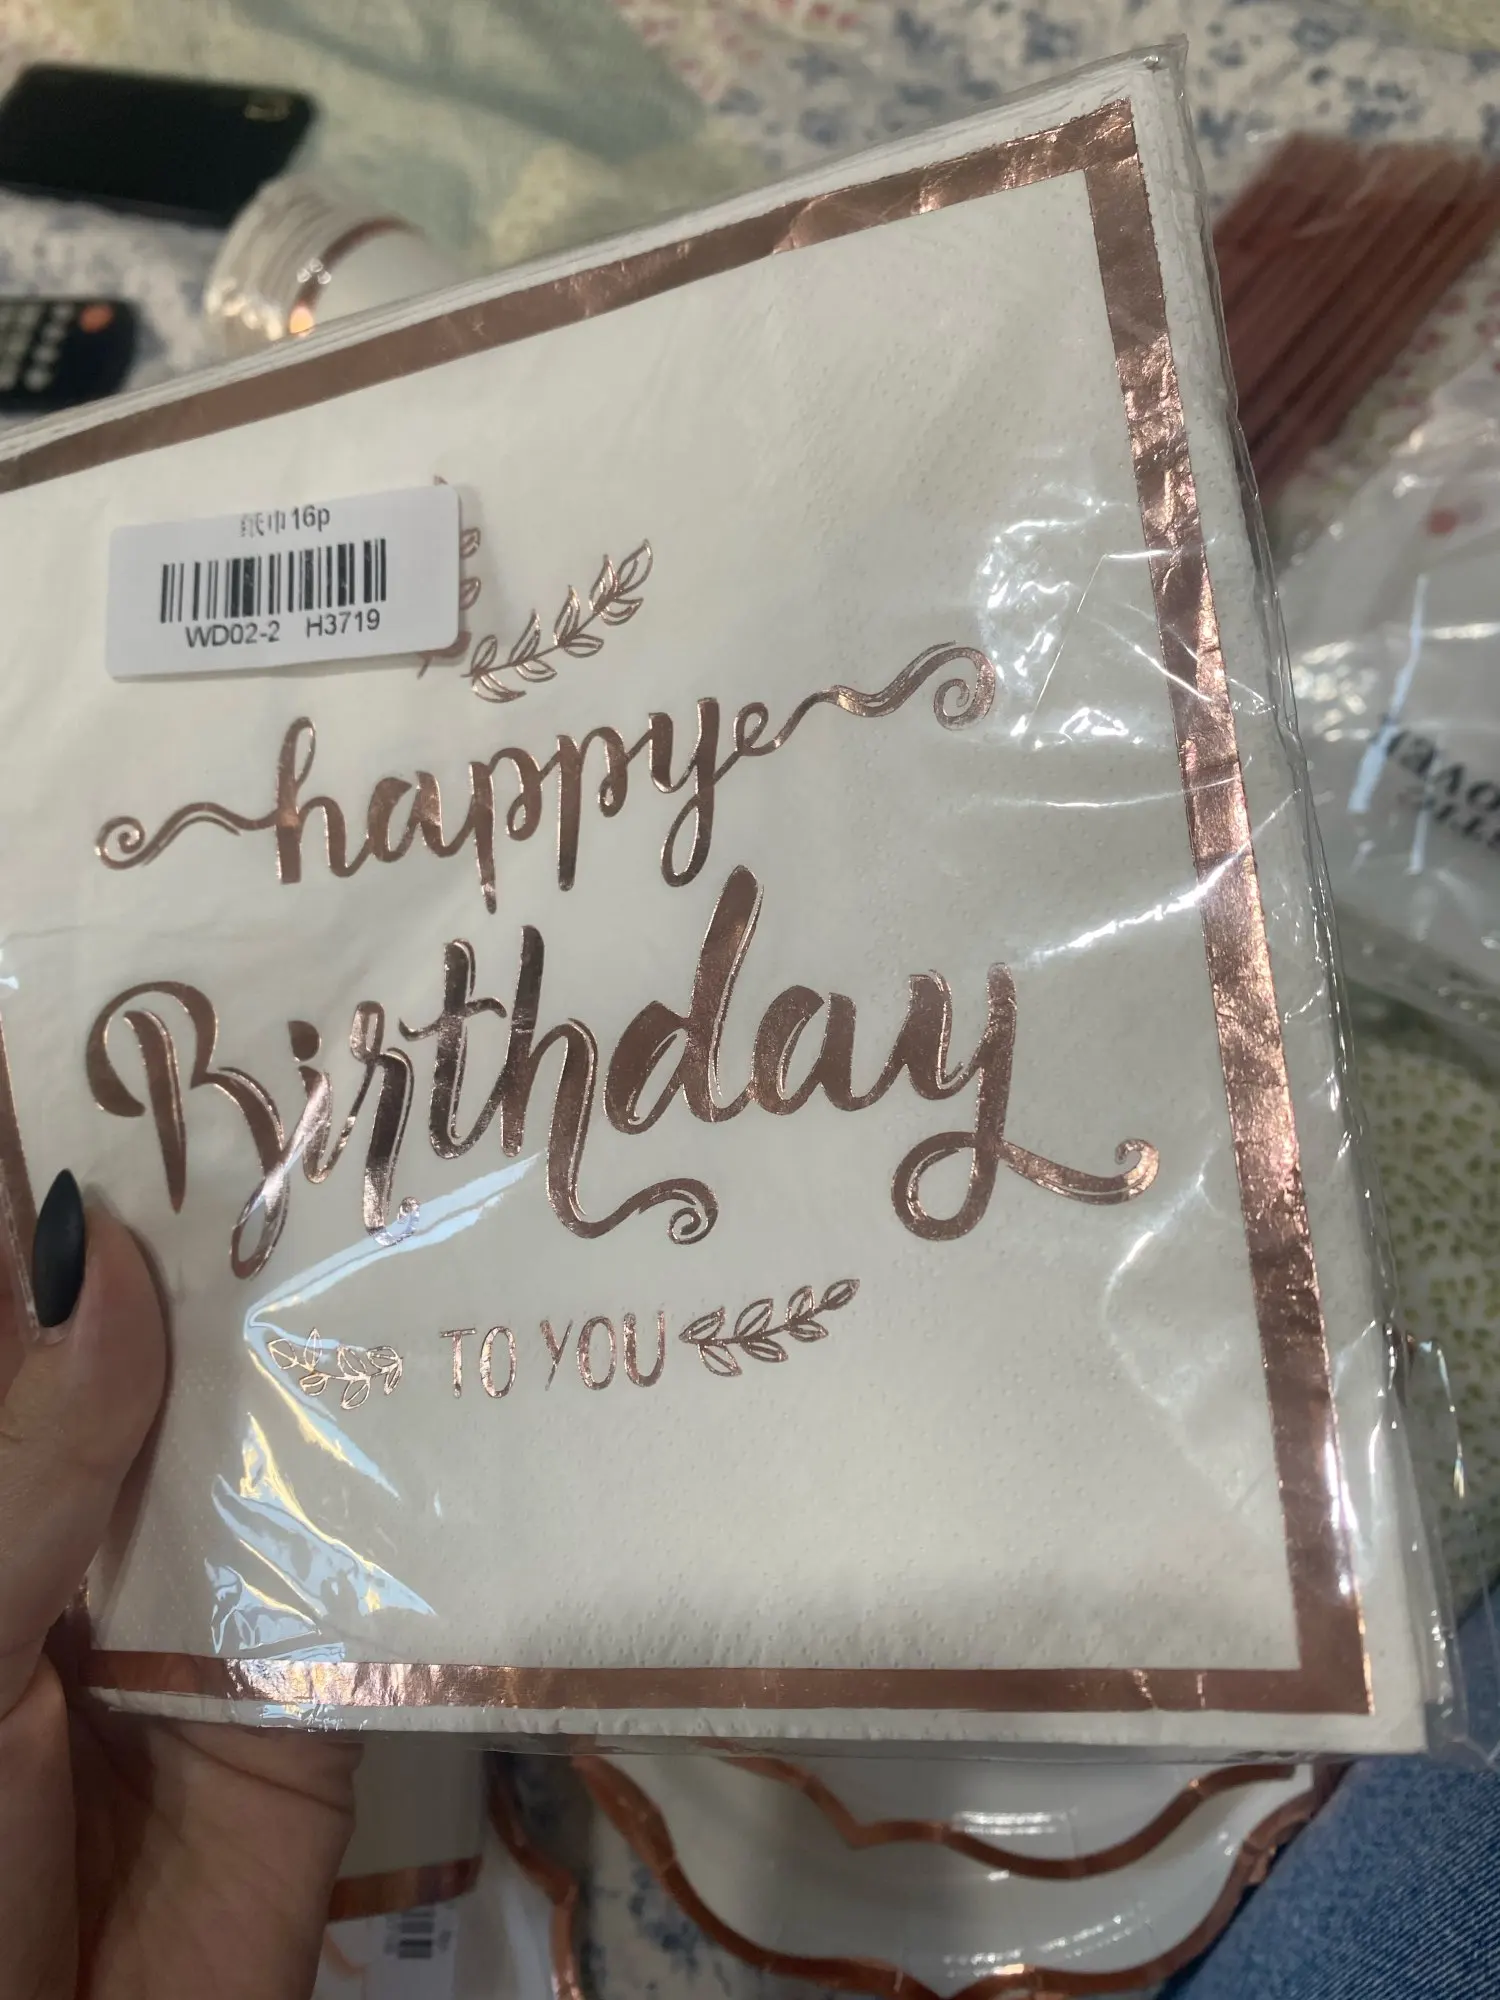 纸巾16p
WD02-2 H3719
happy
Birthday
TO YOU